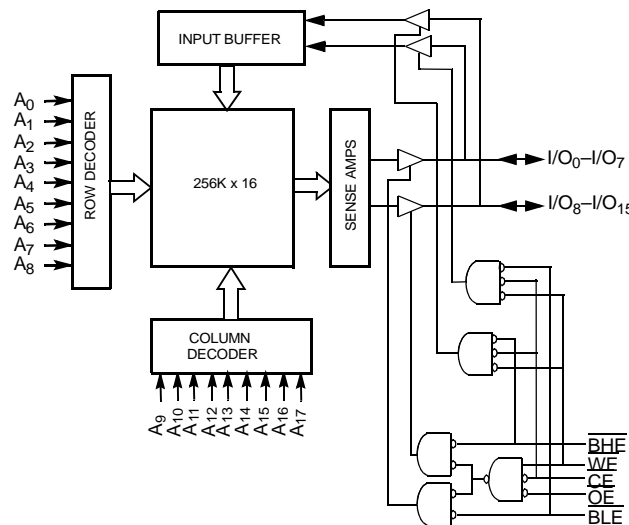 INPUT BUFFER
A0
A1
A2
A3
A4
A5
A6
A7
A8
ROW DECODER
256K x 16
SENSE AMPS
I/O0–I/O7
I/O8–I/O15
COLUMN
DECODER
A9
A10
A11
A12
A13
A14
A15
A16
A17
BHE
WE
CE
OE
BLE